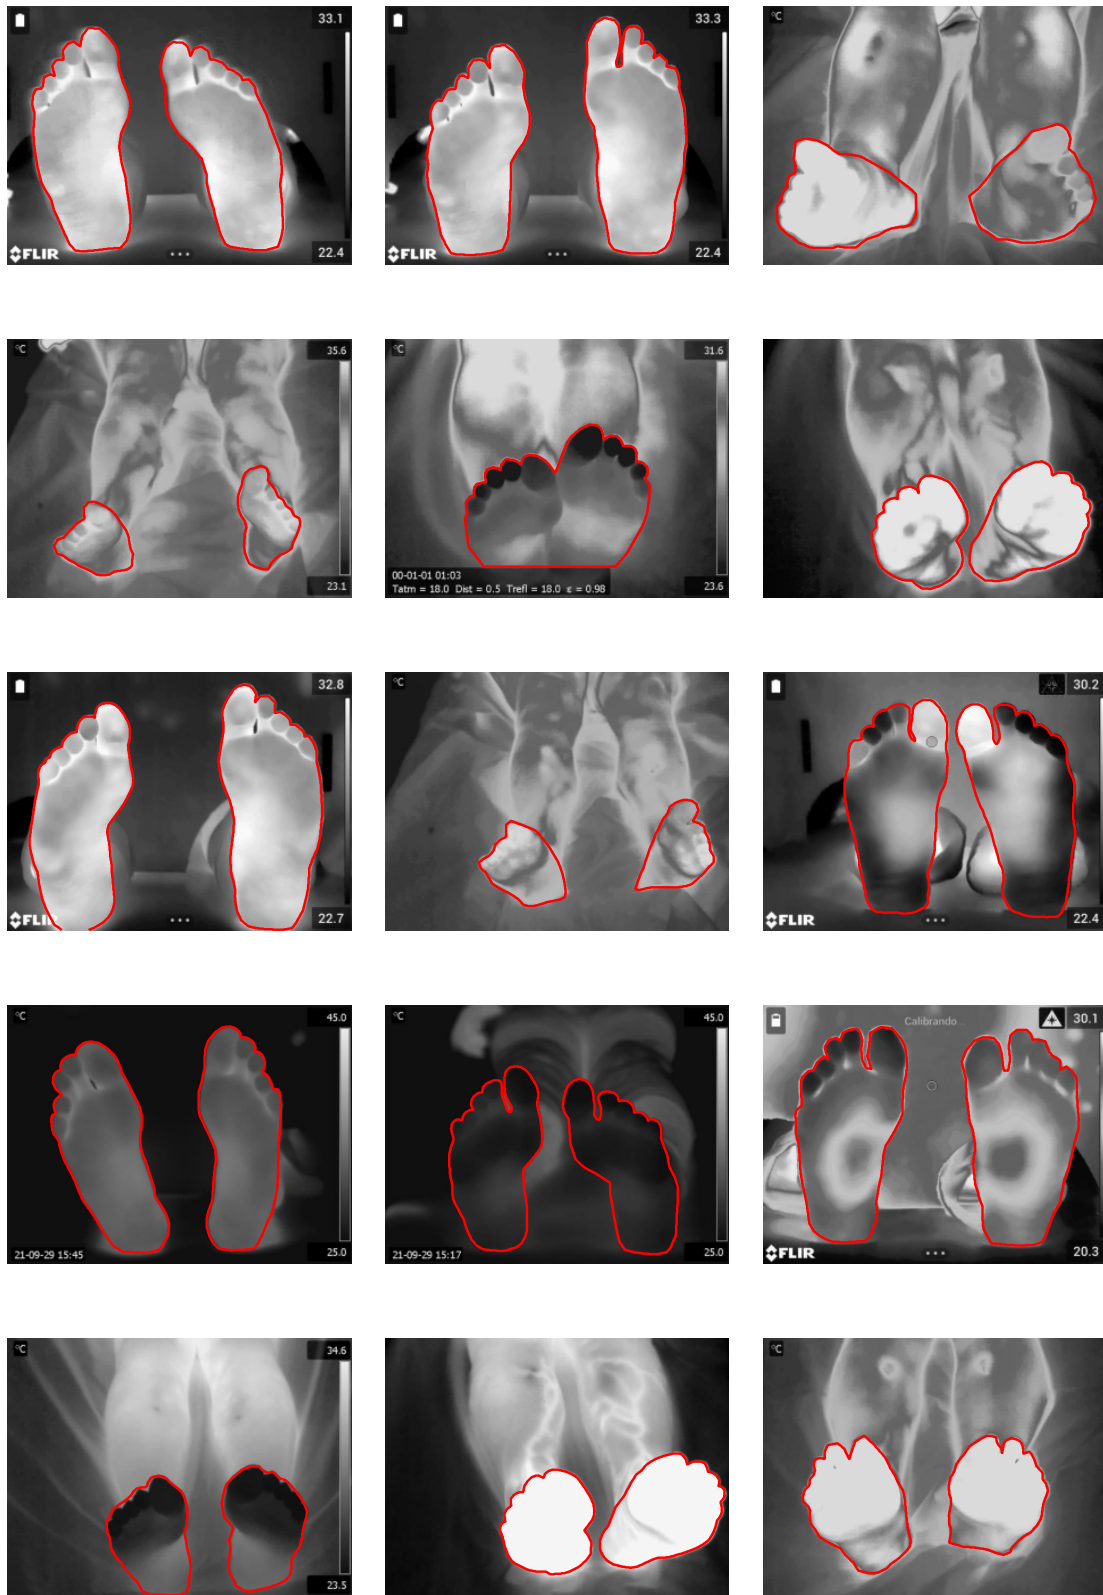 33.1
FLIR
22.4
33.3
FLIR
22.4
°C
°C
35.6
23.1
°C
31.6
00-01-01 01:03
Tatm = 18.0 Dist = 0.5 Trefl = 18.0 ε = 0.98
23.6
32.8
FLIR
22.7
°C
30.2
22.4
°C
45.0
21-09-29 15:45
25.0
°C
45.0
21-09-29 15:17
25.0
Calibrando...
30.1
FLIR
20.3
°C
34.6
23.5
°C